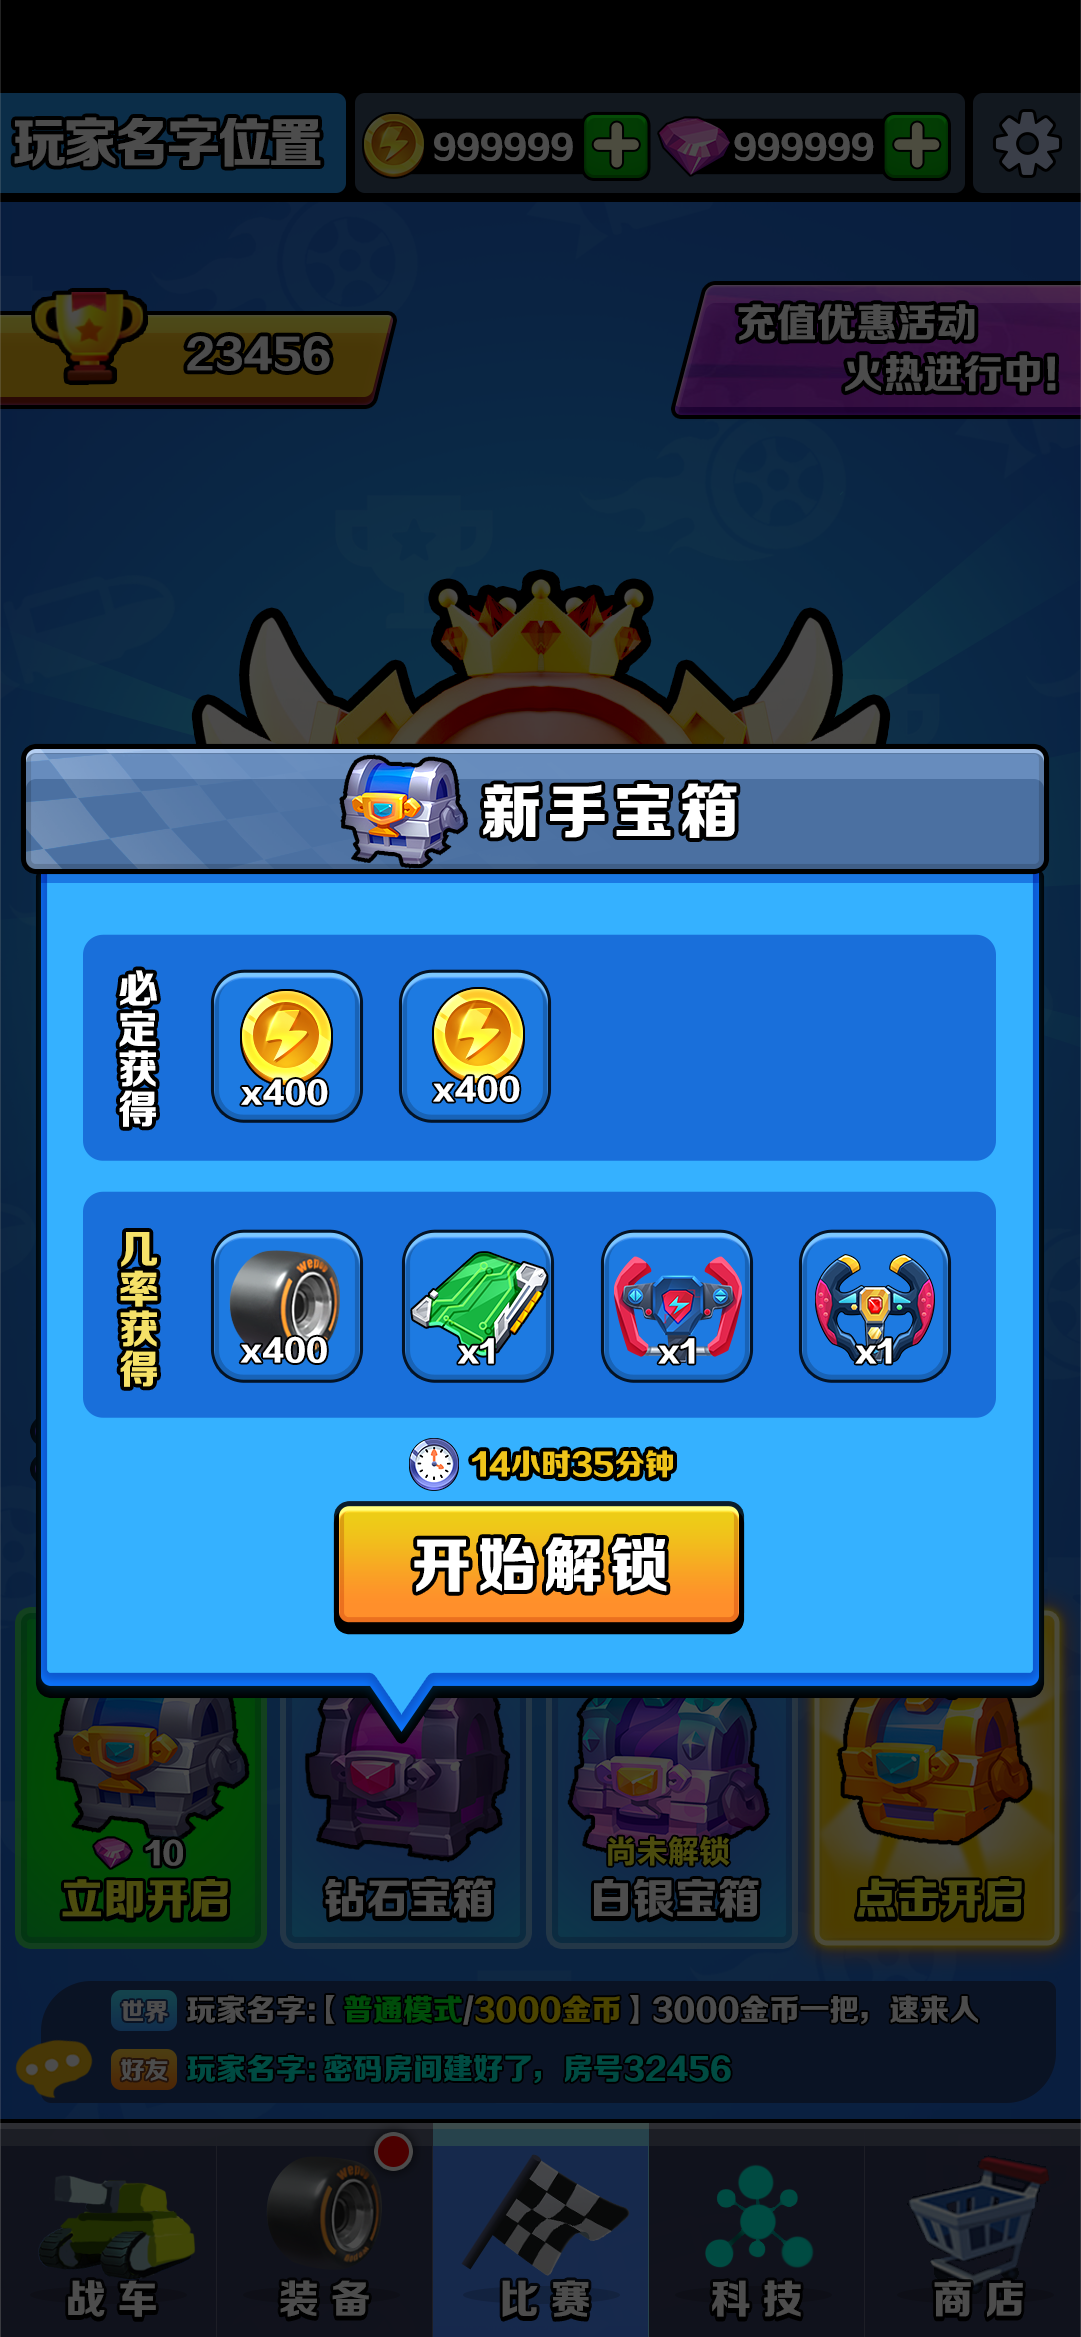 玩家名字位置
999999
999999
23456
充值优惠活动
火热进行中!
新手宝箱
必定获得
x400
x400
几率获得
wepo
x400
x1
x1
x1
14小时35分钟
开始解锁
10
立即开启
钻石宝箱
尚未解锁
白银宝箱
点击开启
世界 玩家名字:【普通模式/3000金币】3000金币一把，速来人
好友 玩家名字: 密码房间建好了，房号32456
战车
装备
比赛
科技
商店